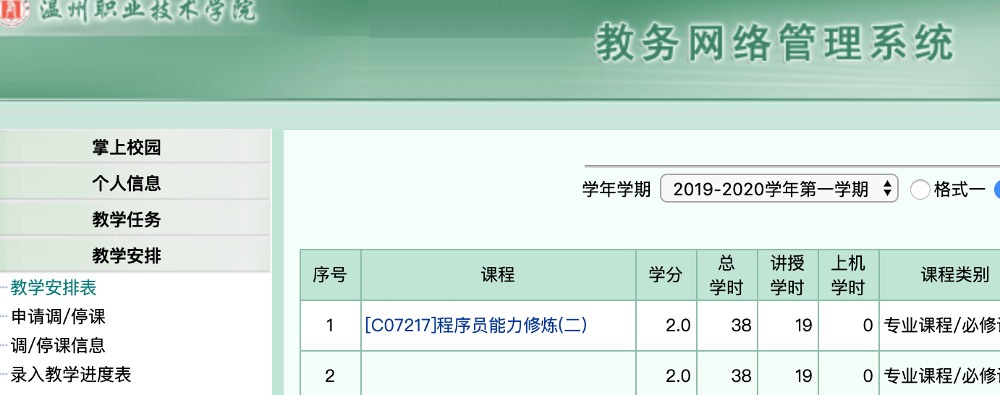 温州职业技术学院
教务网络管理系统
掌上校园
个人信息
教学任务
教学安排
教学安排表
申请调/停课
调/停课信息
录入教学进度表
学年学期 2019-2020学年第一学期 格式一
序号 课程 学分 总学时 讲授学时 上机学时 课程类别
1 [C07217]程序员能力修炼(二) 2.0 38 19 0 专业课程/必修
2 2.0 38 19 0 专业课程/必修